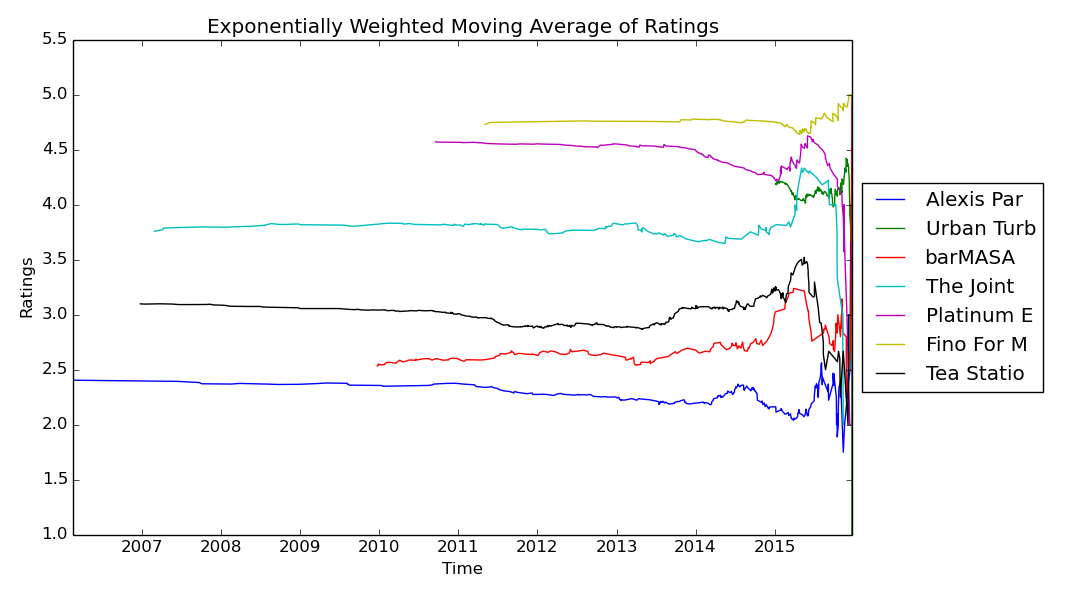 Exponentially Weighted Moving Average of Ratings
5.5
5.0
4.5
4.0
3.5
3.0
2.5
2.0
1.5
1.0
Ratings
2007 2008 2009 2010 2011 2012 2013 2014 2015
Time
Alexis Par
Urban Turb
barMASA
The Joint
Platinum E
Fino For M
Tea Statio